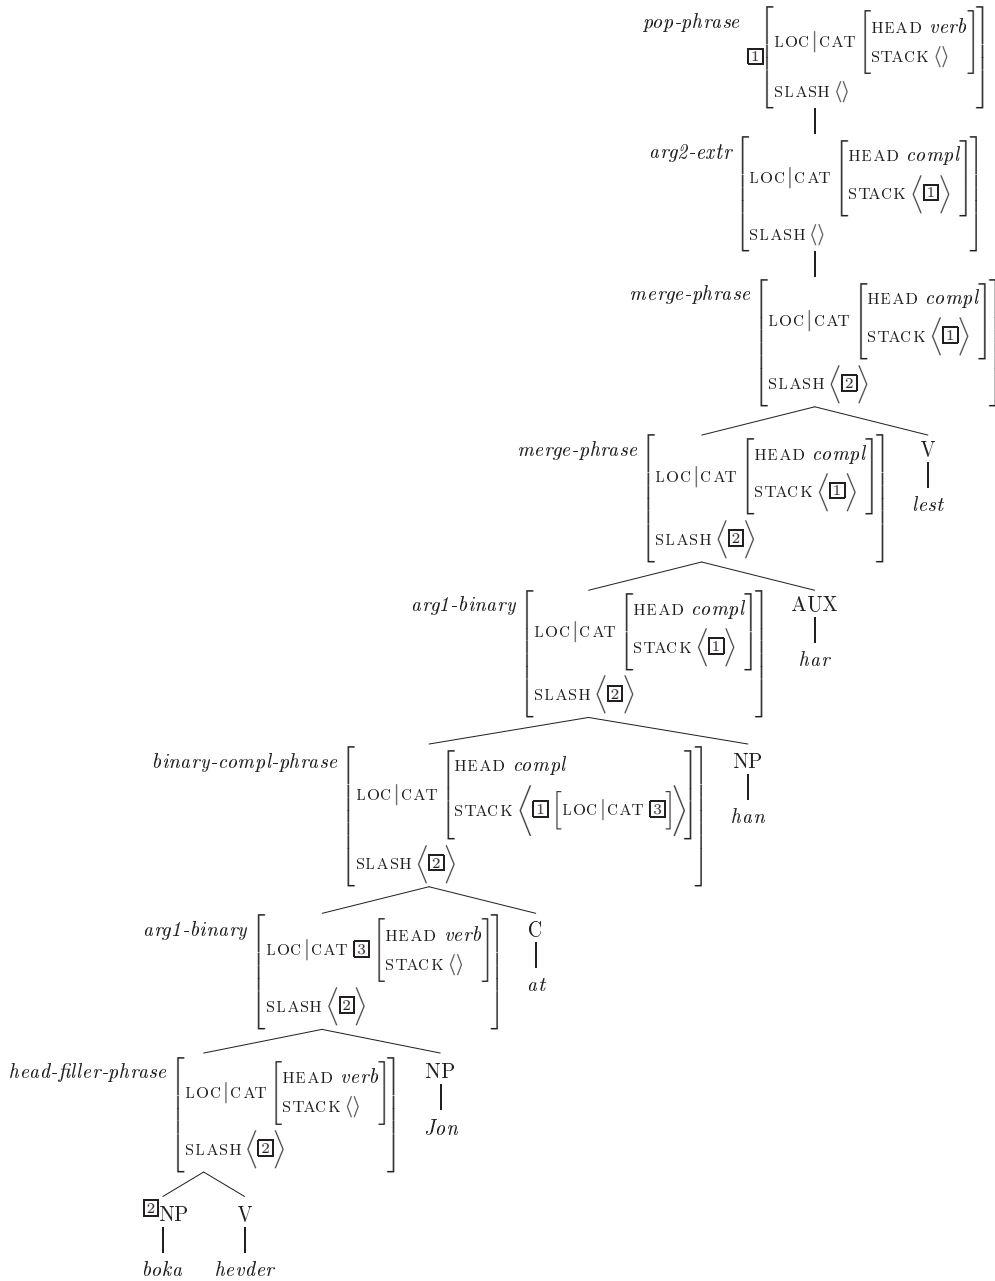 pop-phrase
HEAD verb
LOC|CAT
1
STACK ⟨⟩
SLASH ⟨⟩
arg2-extr
HEAD compl
LOC|CAT
STACK ⟨1⟩
SLASH ⟨⟩
merge-phrase
HEAD compl
LOC|CAT
STACK ⟨1⟩
SLASH ⟨2⟩
merge-phrase
HEAD compl
V
LOC|CAT
STACK ⟨1⟩
lest
SLASH ⟨2⟩
arg1-binary
HEAD compl
AUX
LOC|CAT
STACK ⟨1⟩
har
SLASH ⟨2⟩
binary-compl-phrase
HEAD compl
NP
LOC|CAT
STACK ⟨1 [LOC|CAT 3]⟩
han
SLASH ⟨2⟩
arg1-binary
HEAD verb
C
LOC|CAT 3
STACK ⟨⟩
at
SLASH ⟨2⟩
head-filler-phrase
HEAD verb
NP
LOC|CAT
STACK ⟨⟩
Jon
SLASH ⟨2⟩
2NP V
boka hevder